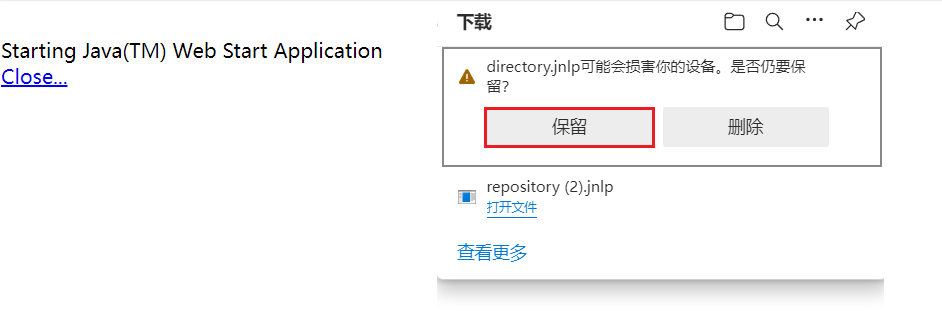 Starting Java(TM) Web Start Application
Close...
下载
directory.jnlp可能会损害你的设备。是否仍要保
留?
保留
删除
repository (2).jnlp
打开文件
查看更多